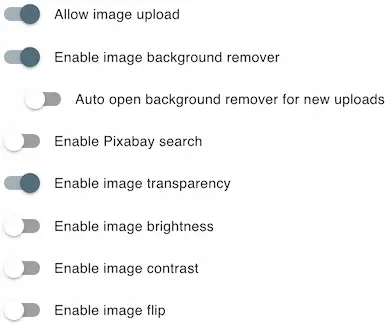 Allow image upload
Enable image background remover
Auto open background remover for new uploads
Enable Pixabay search
Enable image transparency
Enable image brightness
Enable image contrast
Enable image flip